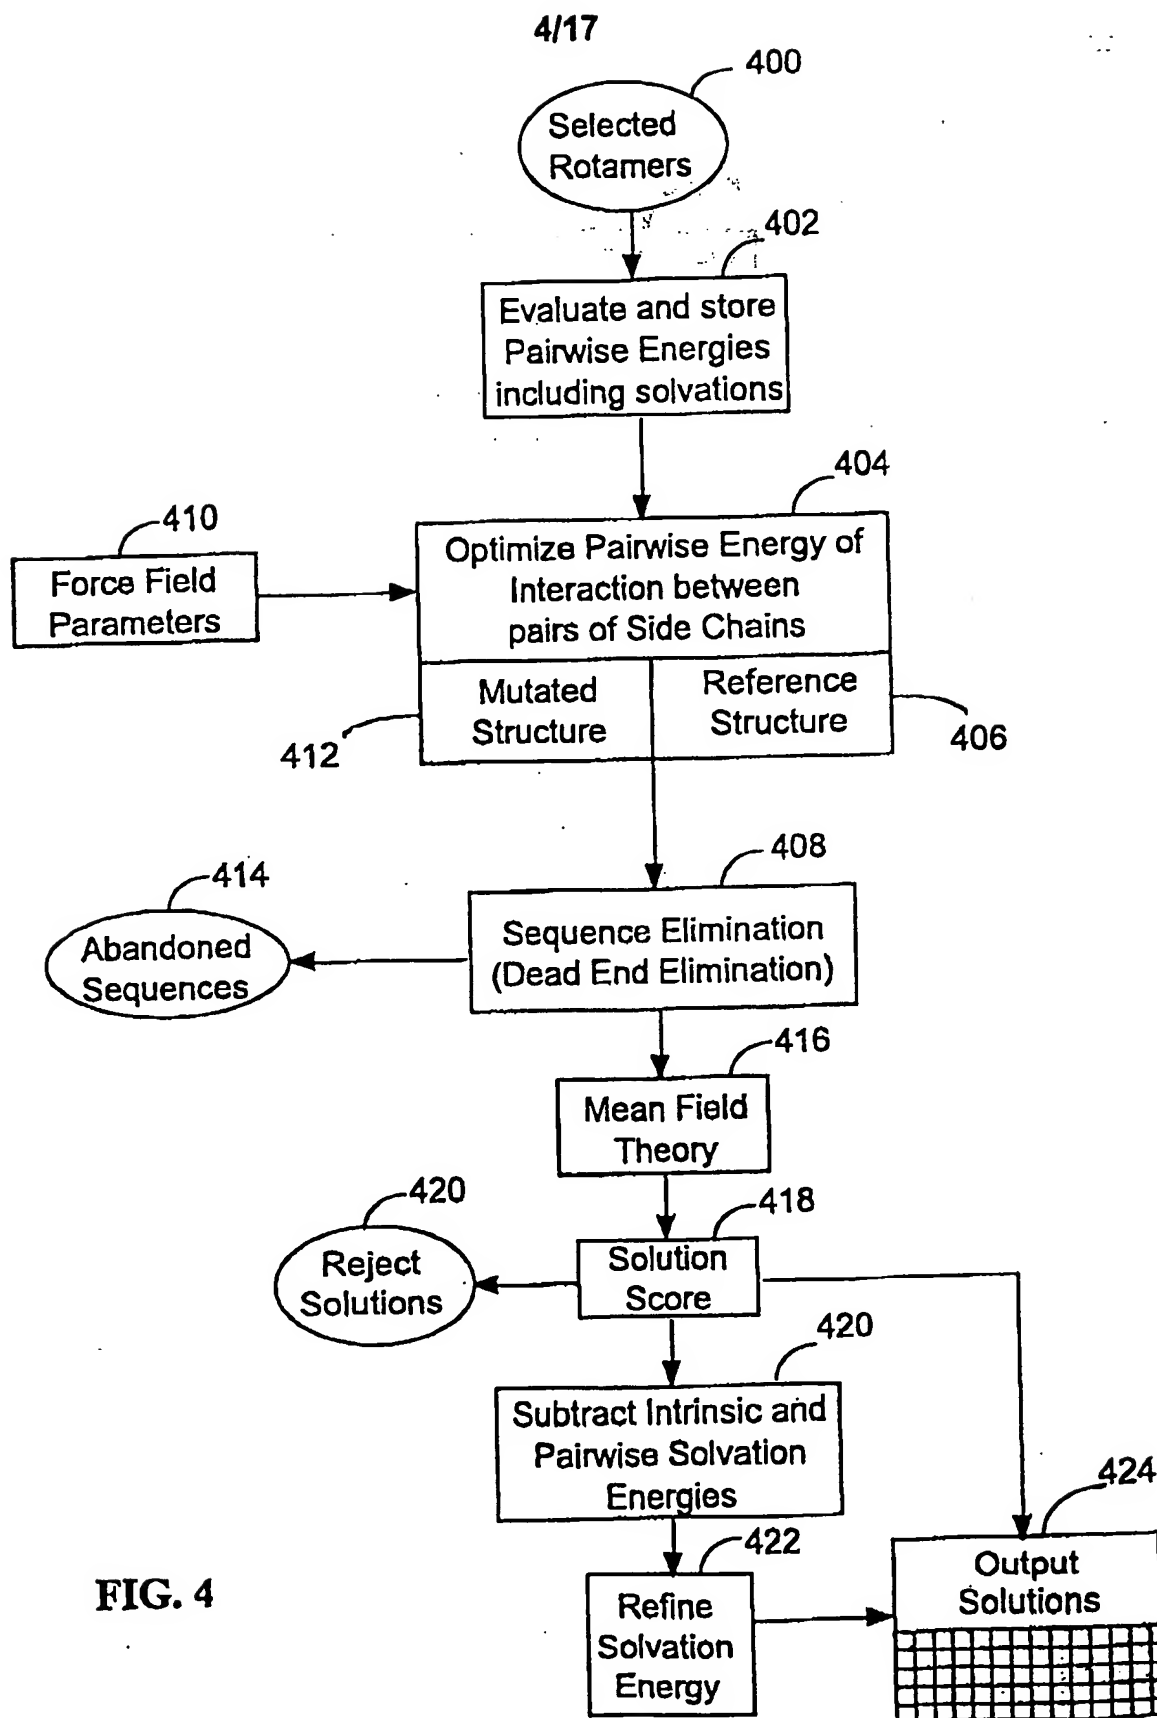 4/17
400
Selected
Rotamers
402
Evaluate and store
Pairwise Energies
including solvations
404
410
Force Field
Parameters
Optimize Pairwise Energy of
Interaction between
pairs of Side Chains
Mutated
Structure
Reference
Structure
412
406
408
414
Abandoned
Sequences
Sequence Elimination
(Dead End Elimination)
416
Mean Field
Theory
420
418
Reject
Solutions
Solution
Score
420
Subtract Intrinsic and
Pairwise Solvation
Energies
424
422
Output
Solutions
FIG. 4
Refine
Solvation
Energy